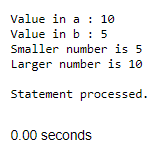 Value in a : 10
Value in b : 5
Smaller number is 5
Larger number is 10
Statement processed.
0.00 seconds